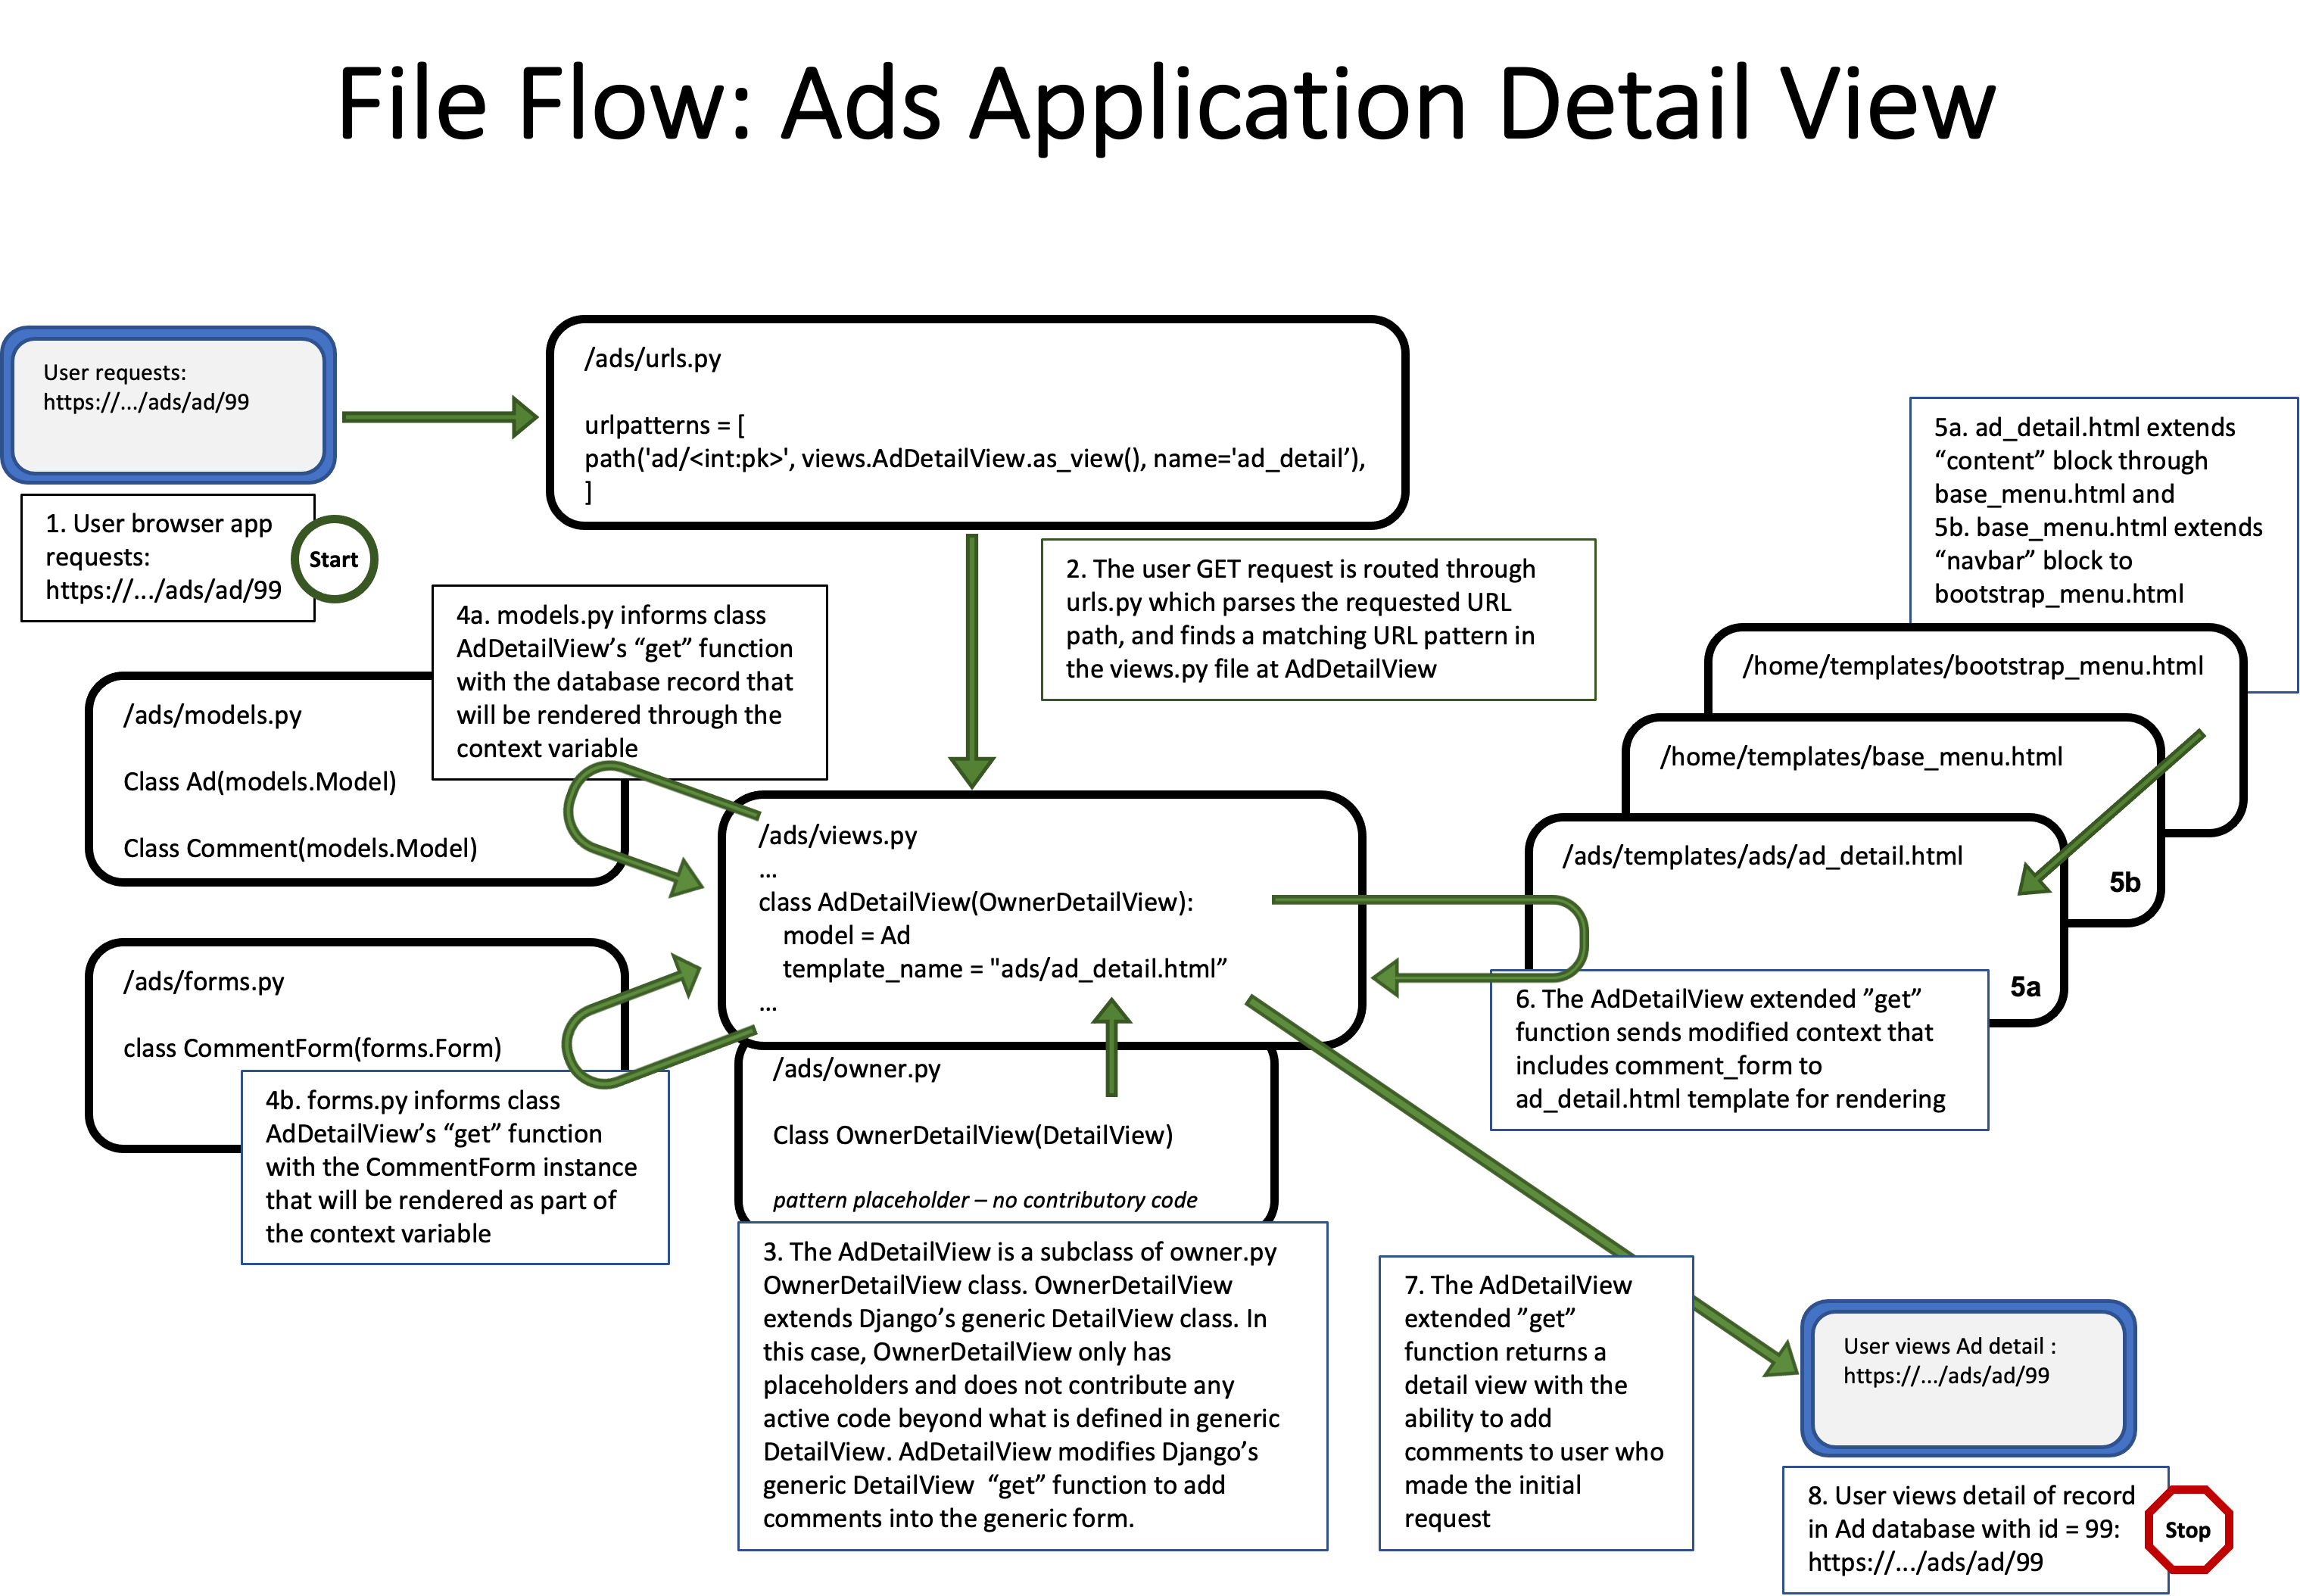 File Flow: Ads Application Detail View
User requests:
https://.../ads/ad/99
1. User browser app
requests:
https://.../ads/ad/99
Start
/ads/urls.py
urlpatterns = [
path('ad/<int:pk>', views.AdDetailView.as_view(), name='ad_detail’),
]
2. The user GET request is routed through
urls.py which parses the requested URL
path, and finds a matching URL pattern in
the views.py file at AdDetailView
5a. ad_detail.html extends
“content” block through
base_menu.html and
5b. base_menu.html extends
“navbar” block to
bootstrap_menu.html
/home/templates/bootstrap_menu.html
/home/templates/base_menu.html
5b
/ads/templates/ads/ad_detail.html
5a
4a. models.py informs class
AdDetailView’s “get” function
with the database record that
will be rendered through the
context variable
/ads/models.py
Class Ad(models.Model)
Class Comment(models.Model)
/ads/views.py
...
class AdDetailView(OwnerDetailView):
model = Ad
template_name = "ads/ad_detail.html”
...
/ads/forms.py
class CommentForm(forms.Form)
4b. forms.py informs class
AdDetailView’s “get” function
with the CommentForm instance
that will be rendered as part of
the context variable
/ads/owner.py
Class OwnerDetailView(DetailView)
pattern placeholder – no contributory code
3. The AdDetailView is a subclass of owner.py
OwnerDetailView class. OwnerDetailView
extends Django’s generic DetailView class. In
this case, OwnerDetailView only has
placeholders and does not contribute any
active code beyond what is defined in generic
DetailView. AdDetailView modifies Django’s
generic DetailView “get” function to add
comments into the generic form.
6. The AdDetailView extended ”get”
function sends modified context that
includes comment_form to
ad_detail.html template for rendering
7. The AdDetailView
extended ”get”
function returns a
detail view with the
ability to add
comments to user who
made the initial
request
User views Ad detail :
https://.../ads/ad/99
8. User views detail of record
in Ad database with id = 99:
https://.../ads/ad/99
Stop